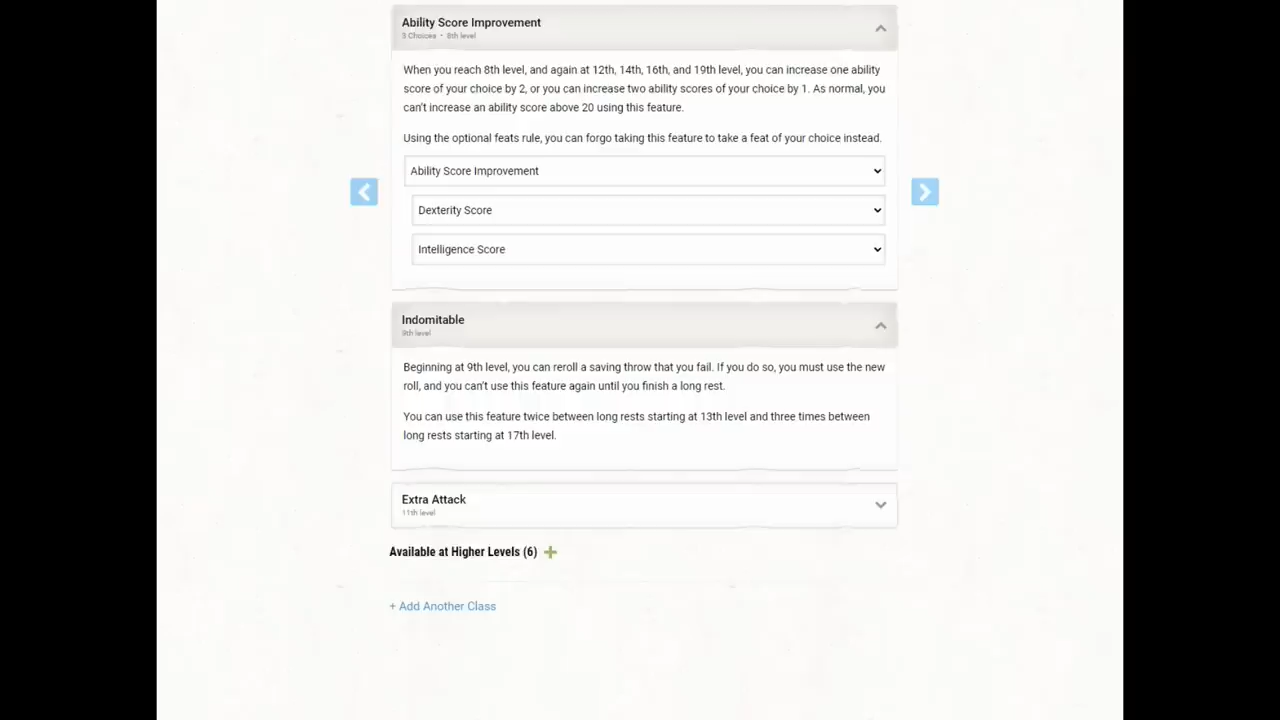 Ability Score Improvement
3 Choices • 8th level
When you reach 8th level, and again at 12th, 14th, 16th, and 19th level, you can increase one ability
score of your choice by 2, or you can increase two ability scores of your choice by 1. As normal, you
can't increase an ability score above 20 using this feature.
Using the optional feats rule, you can forgo taking this feature to take a feat of your choice instead.
Ability Score Improvement
Dexterity Score
Intelligence Score
Indomitable
9th level
Beginning at 9th level, you can reroll a saving throw that you fail. If you do so, you must use the new
roll, and you can't use this feature again until you finish a long rest.
You can use this feature twice between long rests starting at 13th level and three times between
long rests starting at 17th level.
Extra Attack
11th level
Available at Higher Levels (6)
+ Add Another Class